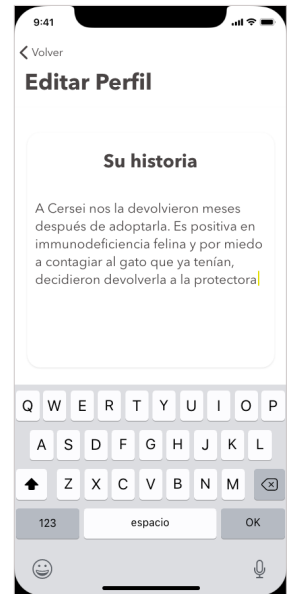 9:41
Volver
Editar Perfil
Su historia
A Cersei nos la devolvieron meses
después de adoptarla. Es positiva en
immunodeficiencia felina y por miedo
a contagiar al gato que ya tenían,
decidieron devolverla a la protectora
Q W E R T Y U I O P
A S D F G H J K L
Z X C V B N M
123 espacio OK